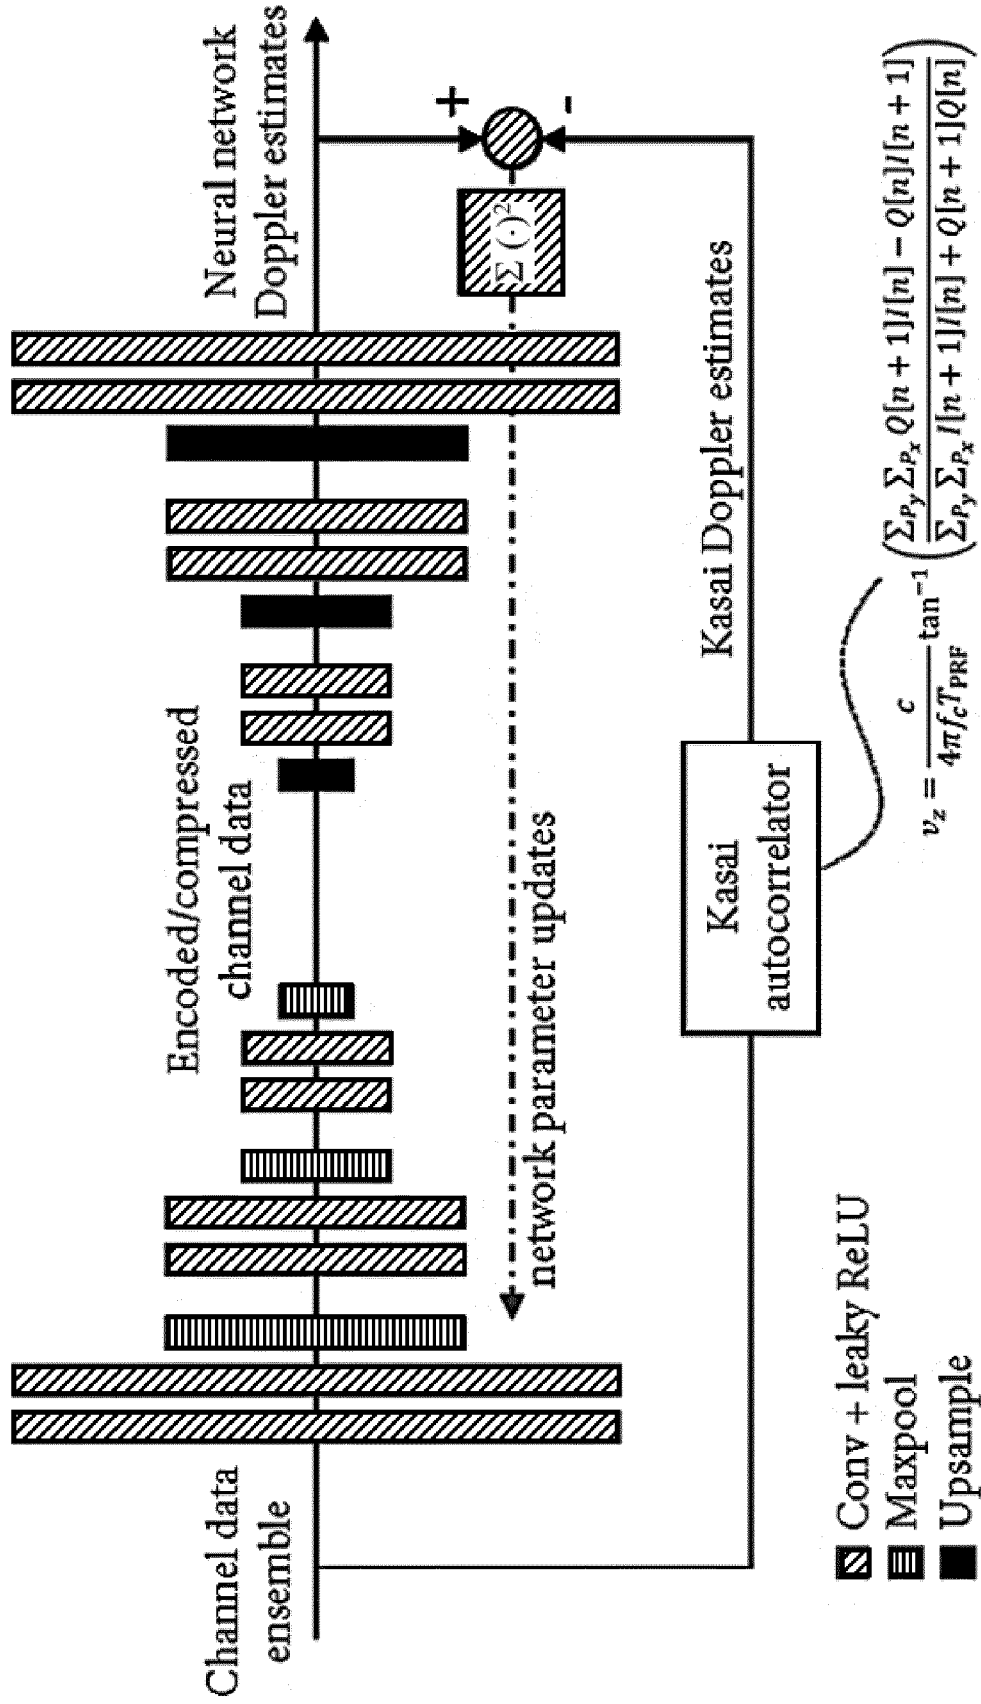 Channel data
ensemble
Encoded/compressed
channel data
Neural network
Doppler estimates
+
-
Σ (·)²
network parameter updates
Kasai
autocorrelator
Kasai Doppler estimates
v_z = c / (4πf_cT_PRF) tan⁻¹ (Σ_{P_y} Σ_{P_x} Q[n + 1]I[n] − Q[n]I[n + 1] / Σ_{P_y} Σ_{P_x} I[n + 1]I[n] + Q[n + 1]Q[n])
Conv + leaky ReLU
Maxpool
Upsample